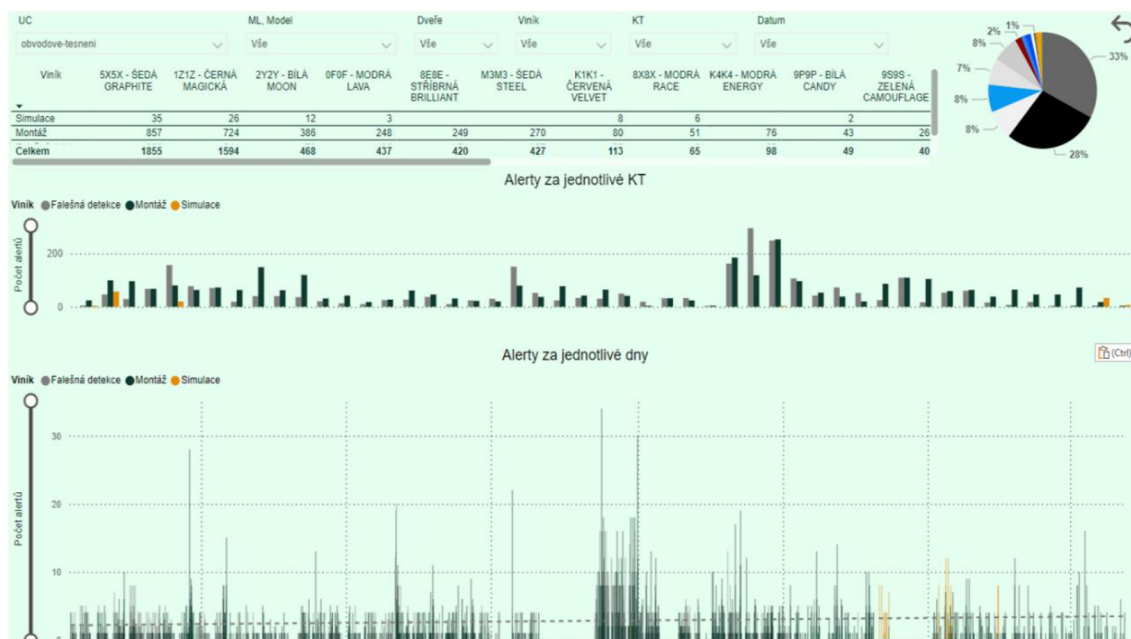 UC ML, Model Dveře Viník KT Datum
obvodove-tesneni Vše Vše Vše Vše Vše
Viník 5X5X - ŠEDÁ GRAPHITE 1Z1Z - ČERNÁ MAGICKÁ 2Y2Y - BÍLÁ MOON 0F0F - MODRÁ LAVA 8E8E - STŘÍBRNÁ BRILLIANT M3M3 - ŠEDÁ STEEL K1K1 - ČERVENÁ VELVET 8X8X - MODRÁ RACE K4K4 - MODRÁ ENERGY 9P9P - BÍLÁ CANDY 9S9S - ZELENÁ CAMOUFLAGE
Simulace 35 26 12 3 8 6 2
Montáž 857 724 386 248 249 270 80 51 76 43 26
Celkem 1855 1594 468 437 420 427 113 65 98 49 40
1%
2%
8%
7%
8%
8%
28%
33%
Alerty za jednotlivé KT
Viník Falešná detekce Montáž Simulace
Počet alertů
200
0
Alerty za jednotlivé dny
(Ctrl)
Viník Falešná detekce Montáž Simulace
Počet alertů
30
20
10
0